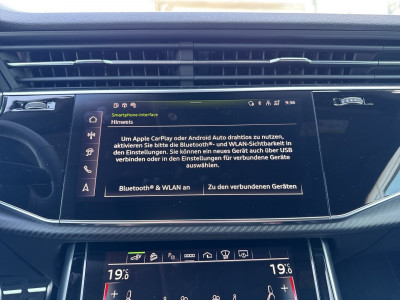 9:36
Smartphone-Interface
Hinweis
Um Apple CarPlay oder Android Auto drahtlos zu nutzen,
aktivieren Sie bitte die Bluetooth®- und WLAN-Sichtbarkeit in
den Einstellungen. Sie können ein neues Gerät auch über USB
verbinden oder in den Einstellungen für verbundene Geräte
auswählen.
Bluetooth® & WLAN an
Zu den verbundenen Geräten
19.0
19.0